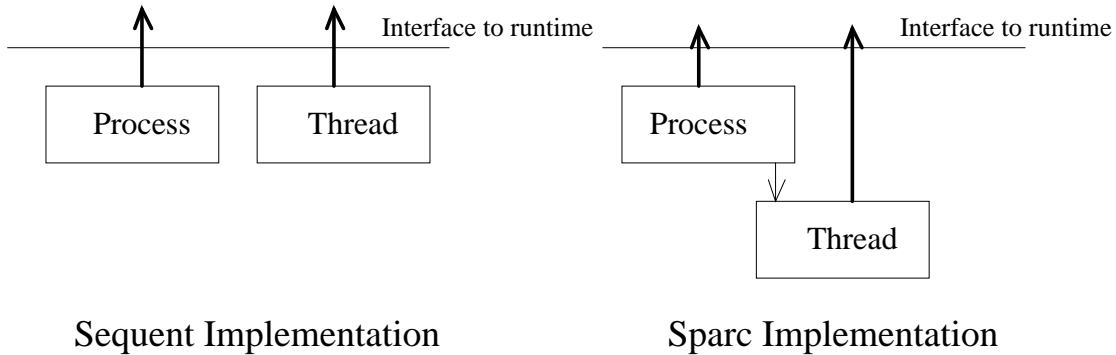 Interface to runtime
Process
Thread
Sequent Implementation
Interface to runtime
Process
Thread
Sparc Implementation